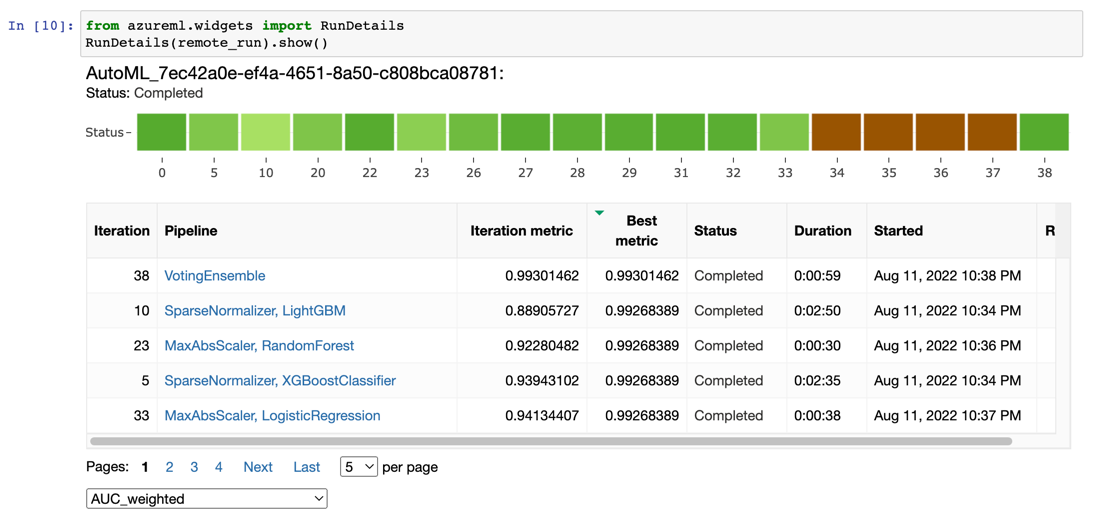 In [10]:
from azureml.widgets import RunDetails
RunDetails(remote_run).show()
AutoML_7ec42a0e-ef4a-4651-8a50-c808bca08781:
Status: Completed
Status
0 5 10 20 22 23 26 27 28 29 31 32 33 34 35 36 37 38
Iteration Pipeline Iteration metric Best metric Status Duration Started R
38 VotingEnsemble 0.99301462 0.99301462 Completed 0:00:59 Aug 11, 2022 10:38 PM
10 SparseNormalizer, LightGBM 0.88905727 0.99268389 Completed 0:02:50 Aug 11, 2022 10:34 PM
23 MaxAbsScaler, RandomForest 0.92280482 0.99268389 Completed 0:00:30 Aug 11, 2022 10:36 PM
5 SparseNormalizer, XGBoostClassifier 0.93943102 0.99268389 Completed 0:02:35 Aug 11, 2022 10:34 PM
33 MaxAbsScaler, LogisticRegression 0.94134407 0.99268389 Completed 0:00:38 Aug 11, 2022 10:37 PM
Pages: 1 2 3 4 Next Last 5 per page
AUC_weighted